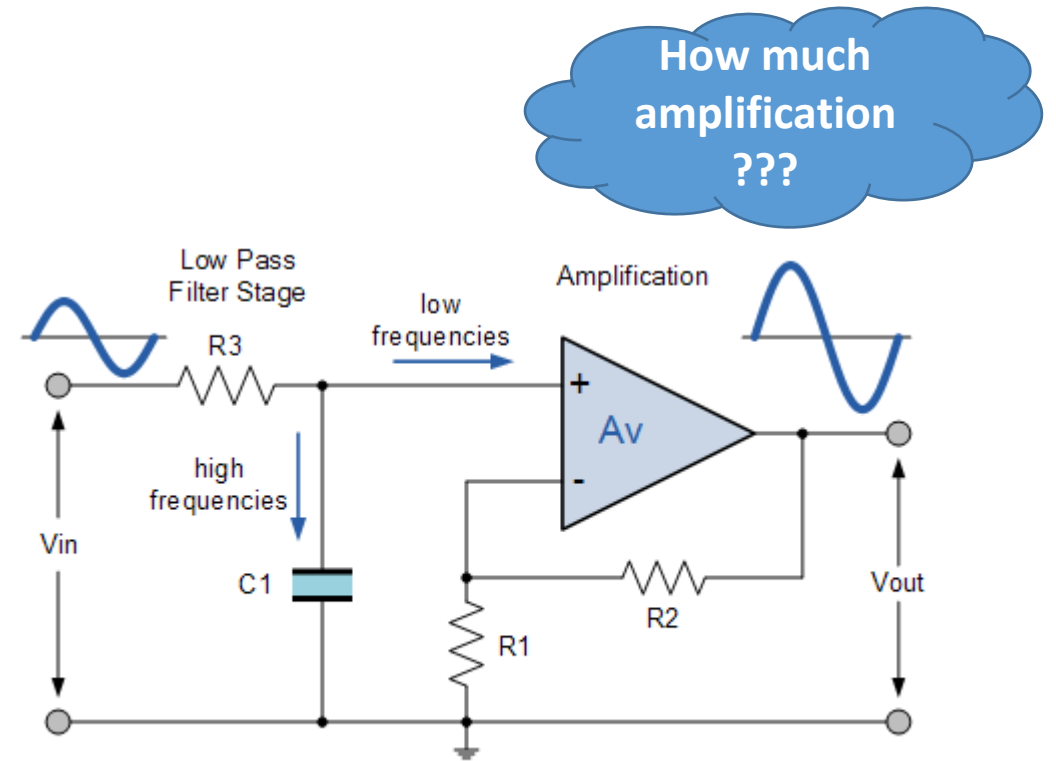 How much
amplification
???
Low Pass
Filter Stage
Amplification
low
frequencies
R3
+
Av
high
frequencies
-
Vin
C1
R2
Vout
R1